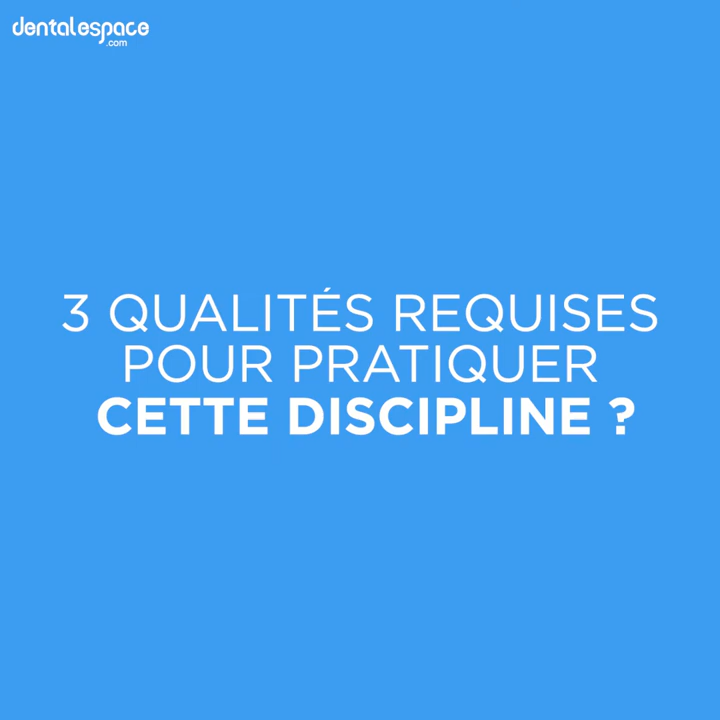 dentalespace
.com
3 QUALITÉS REQUISES
POUR PRATIQUER
CETTE DISCIPLINE ?